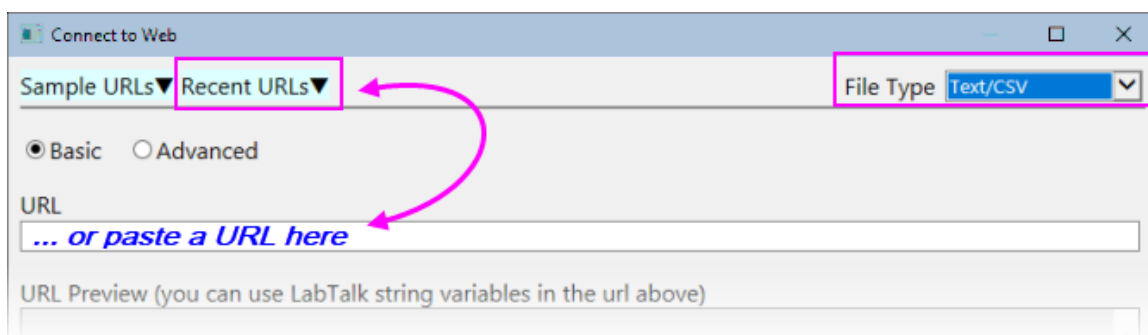 Connect to Web
Sample URLs▼ Recent URLs▼ File Type Text/CSV
Basic Advanced
URL
... or paste a URL here
URL Preview (you can use LabTalk string variables in the url above)